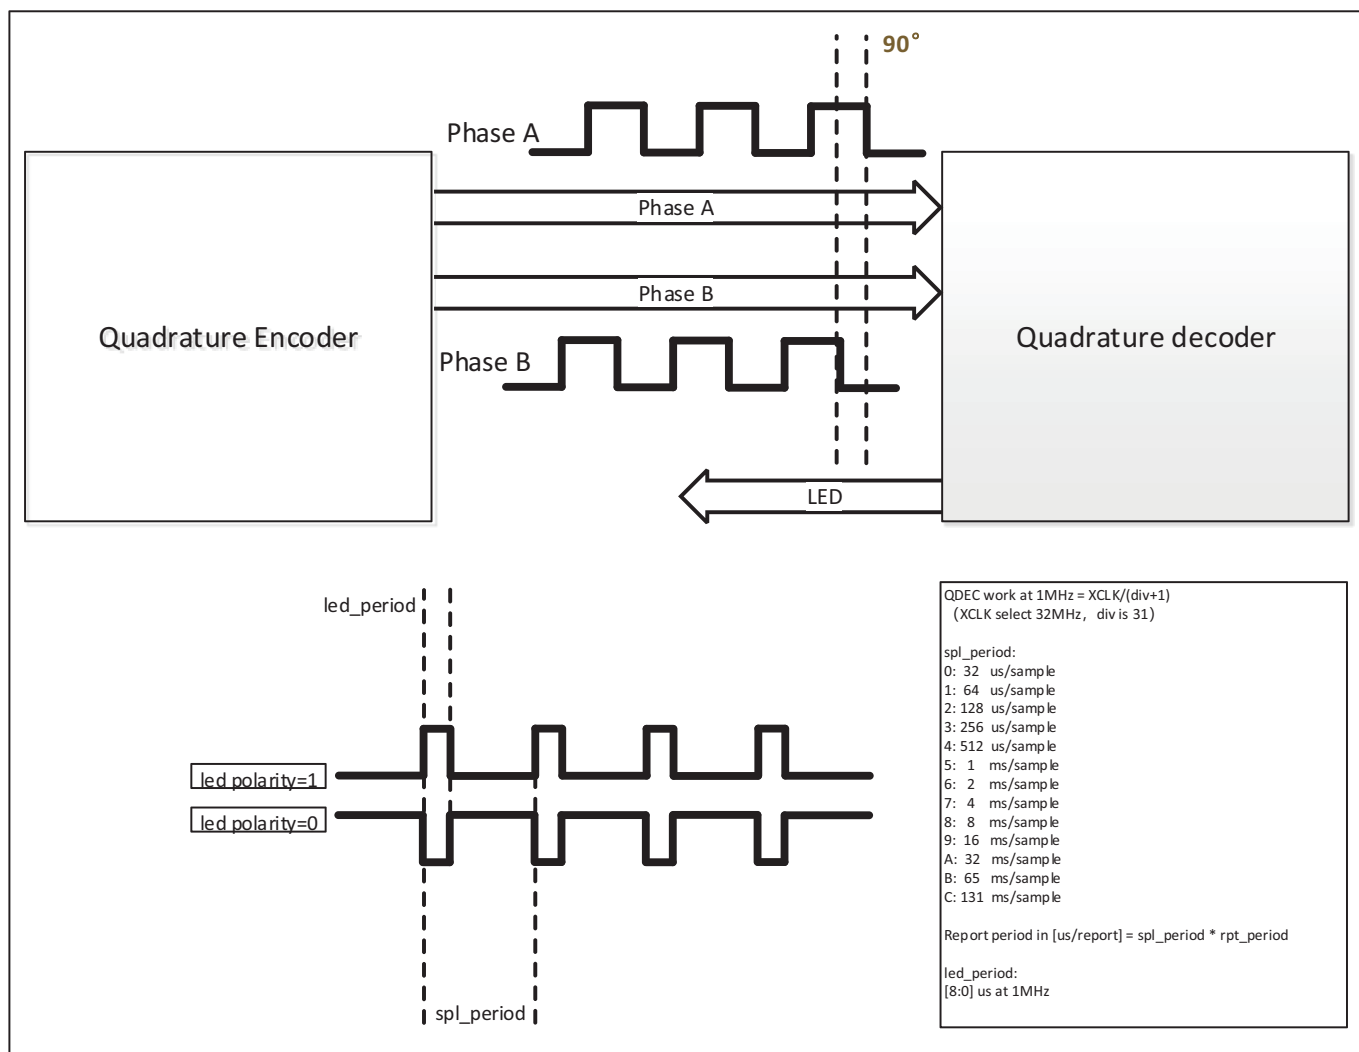 90°
Phase A
Phase A
Phase B
Quadrature Encoder
Quadrature decoder
Phase B
LED
led_period
led polarity=1
led polarity=0
spl_period
QDEC work at 1MHz = XCLK/(div+1)
(XCLK select 32MHz, div is 31)
spl_period:
0: 32 us/sample
1: 64 us/sample
2: 128 us/sample
3: 256 us/sample
4: 512 us/sample
5: 1 ms/sample
6: 2 ms/sample
7: 4 ms/sample
8: 8 ms/sample
9: 16 ms/sample
A: 32 ms/sample
B: 65 ms/sample
C: 131 ms/sample
Report period in [us/report] = spl_period * rpt_period
led_period:
[8:0] us at 1MHz